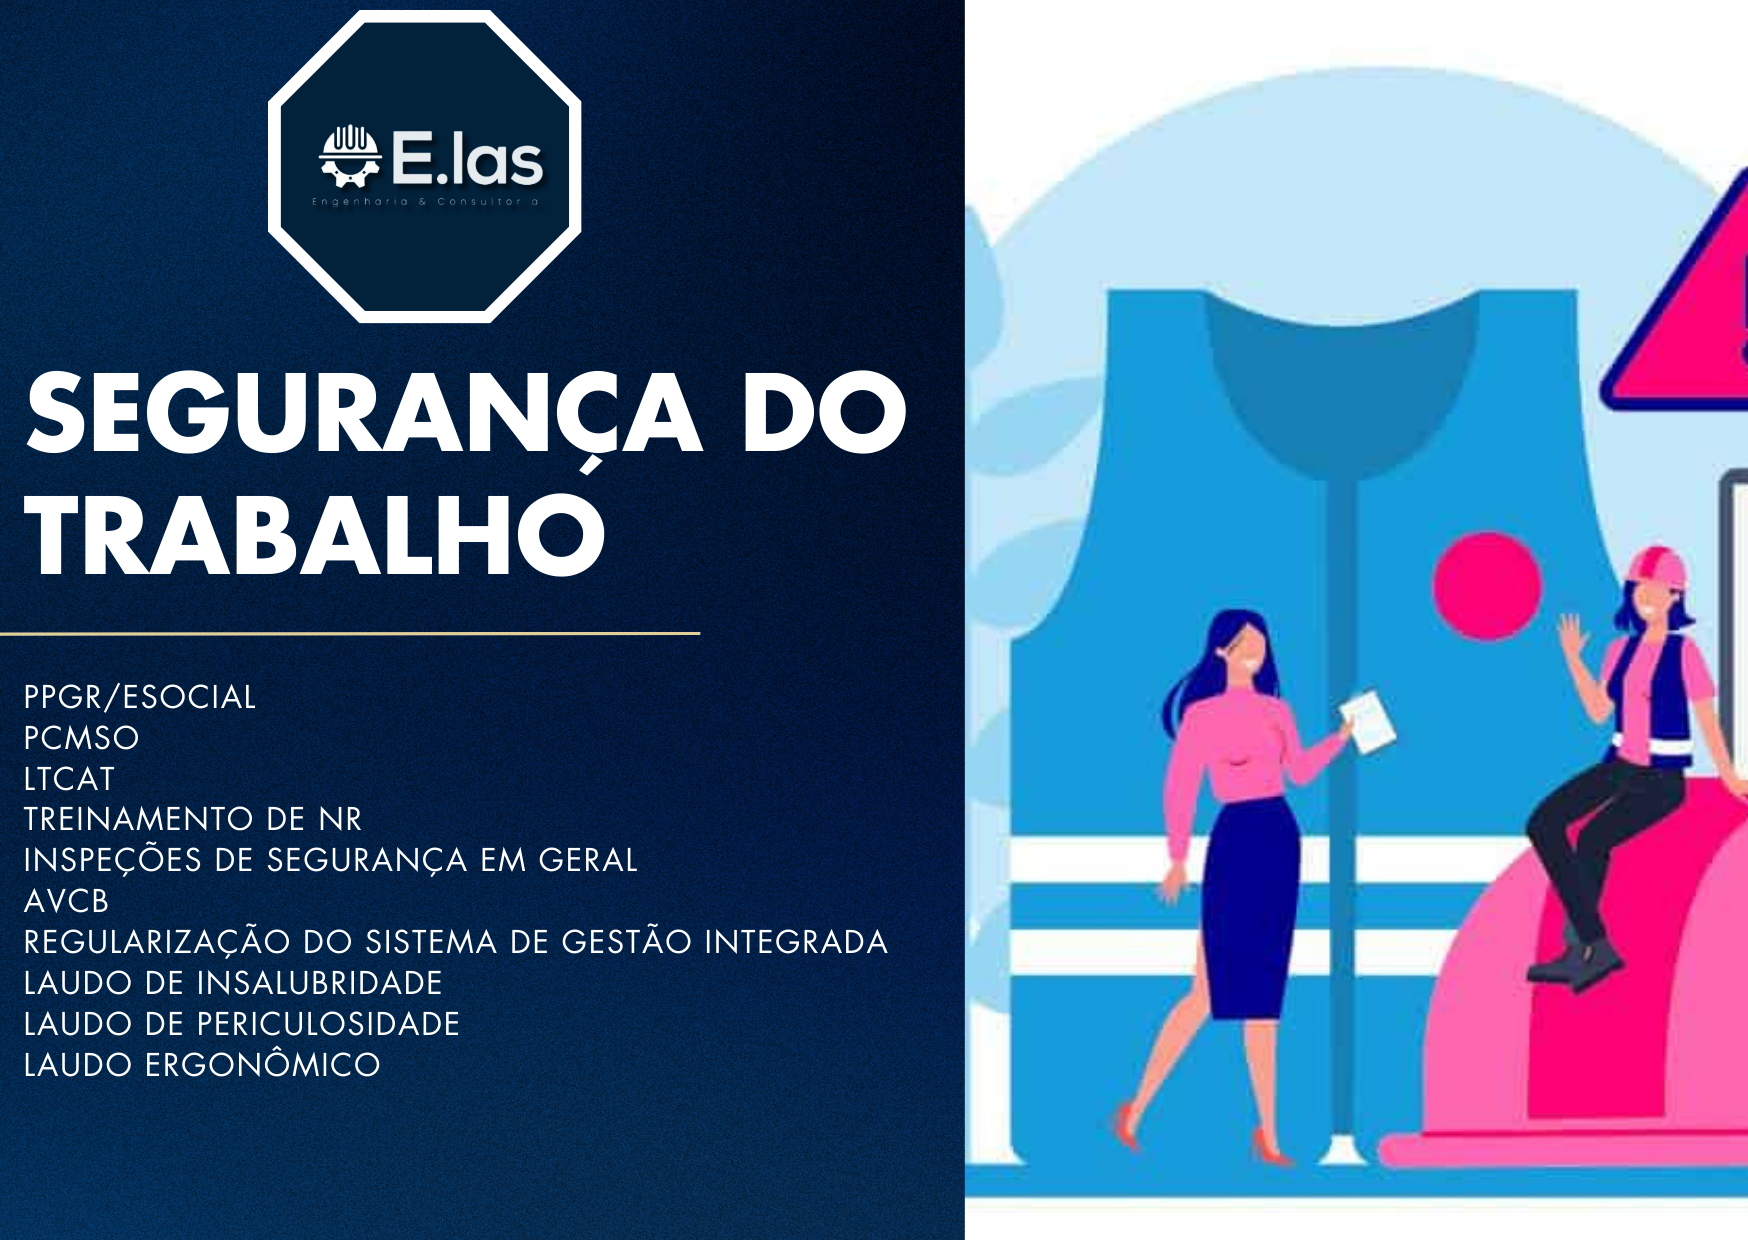 E.las
Engenharia & Consultor a
SEGURANÇA DO
TRABALHO
PPGR/ESOCIAL
PCMSO
LTCAT
TREINAMENTO DE NR
INSPEÇÕES DE SEGURANÇA EM GERAL
AVCB
REGULARIZAÇÃO DO SISTEMA DE GESTÃO INTEGRADA
LAUDO DE INSALUBRIDADE
LAUDO DE PERICULOSIDADE
LAUDO ERGONÔMICO